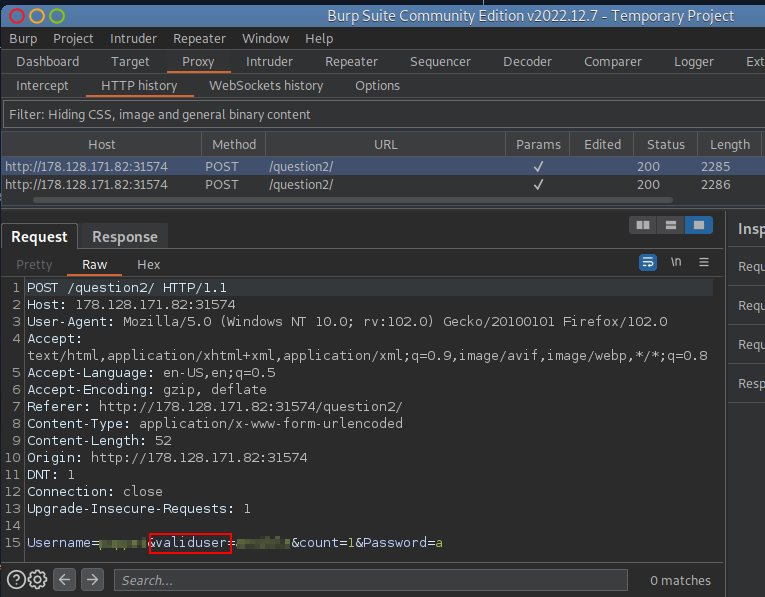 Burp Suite Community Edition v2022.12.7 - Temporary Project
Burp Project Intruder Repeater Window Help
Dashboard Target Proxy Intruder Repeater Sequencer Decoder Comparer Logger Ext
Intercept HTTP history WebSockets history Options
Filter: Hiding CSS, image and general binary content
Host Method URL Params Edited Status Length
http://178.128.171.82:31574 POST /question2/ ✓ 200 2285
http://178.128.171.82:31574 POST /question2/ ✓ 200 2286
Request Response Insp
Pretty Raw Hex \n Requ
1 POST /question2/ HTTP/1.1
2 Host: 178.128.171.82:31574
Requ
3 User-Agent: Mozilla/5.0 (Windows NT 10.0; rv:102.0) Gecko/20100101 Firefox/102.0
4 Accept:
Requ
text/html,application/xhtml+xml,application/xml;q=0.9,image/avif,image/webp,*/*;q=0.8
5 Accept-Language: en-US,en;q=0.5
Resp
6 Accept-Encoding: gzip, deflate
7 Referer: http://178.128.171.82:31574/question2/
8 Content-Type: application/x-www-form-urlencoded
9 Content-Length: 52
10 Origin: http://178.128.171.82:31574
11 DNT: 1
12 Connection: close
13 Upgrade-Insecure-Requests: 1
14
15 Username= &validuser= &count=1&Password=a
? Search... 0 matches